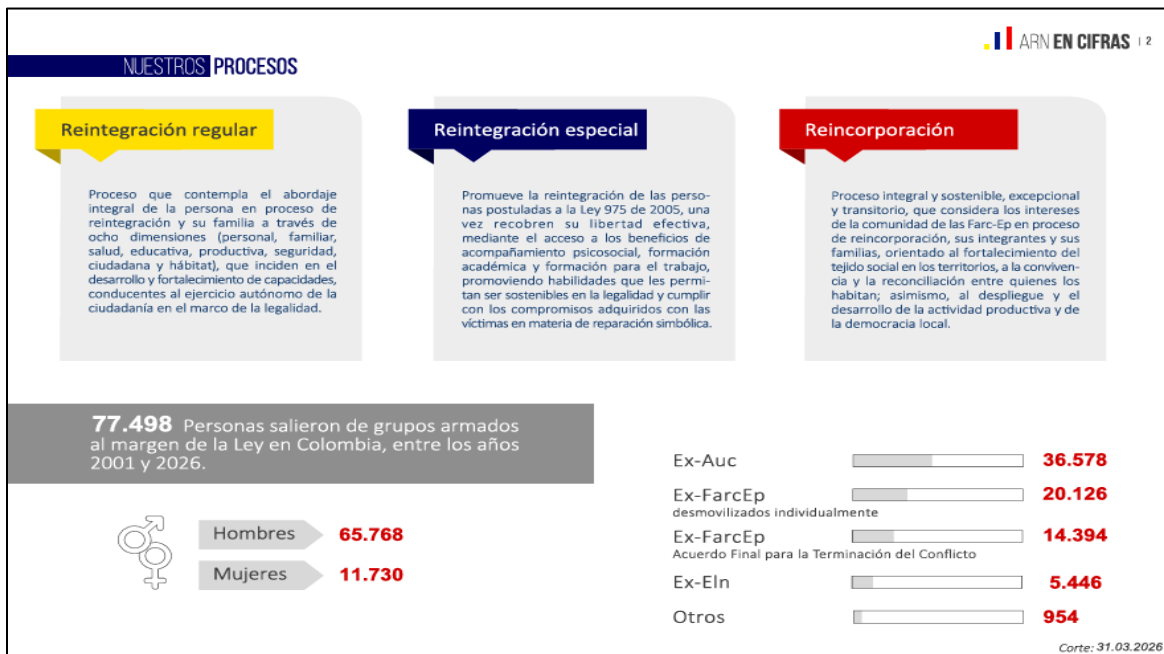 ARN EN CIFRAS | 2
NUESTROS PROCESOS
Reintegración regular
Proceso que contempla el abordaje
integral de la persona en proceso de
reintegración y su familia a través de
ocho dimensiones (personal, familiar,
salud, educativa, productiva, seguridad,
ciudadana y hábitat), que inciden en el
desarrollo y fortalecimiento de capacidades,
conducentes al ejercicio autónomo de la
ciudadanía en el marco de la legalidad.
Reintegración especial
Promueve la reintegración de las perso-
nas postuladas a la Ley 975 de 2005, una
vez recobren su libertad efectiva,
mediante el acceso a los beneficios de
acompañamiento psicosocial, formación
académica y formación para el trabajo,
promoviendo habilidades que les permi-
tan ser sostenibles en la legalidad y cumplir
con los compromisos adquiridos con las
víctimas en materia de reparación simbólica.
Reincorporación
Proceso integral y sostenible, excepcional
y transitorio, que considera los intereses
de la comunidad de las Farc-Ep en proceso
de reincorporación, sus integrantes y sus
familias, orientado al fortalecimiento del
tejido social en los territorios, a la conviven-
cia y la reconciliación entre quienes los
habitan; asimismo, al despliegue y el
desarrollo de la actividad productiva y de
la democracia local.
77.498 Personas salieron de grupos armados
al margen de la Ley en Colombia, entre los años
2001 y 2026.
Hombres 65.768
Mujeres 11.730
Ex-Auc 36.578
Ex-FarcEp 20.126
desmovilizados individualmente
Ex-FarcEp 14.394
Acuerdo Final para la Terminación del Conflicto
Ex-Eln 5.446
Otros 954
Corte: 31.03.2026